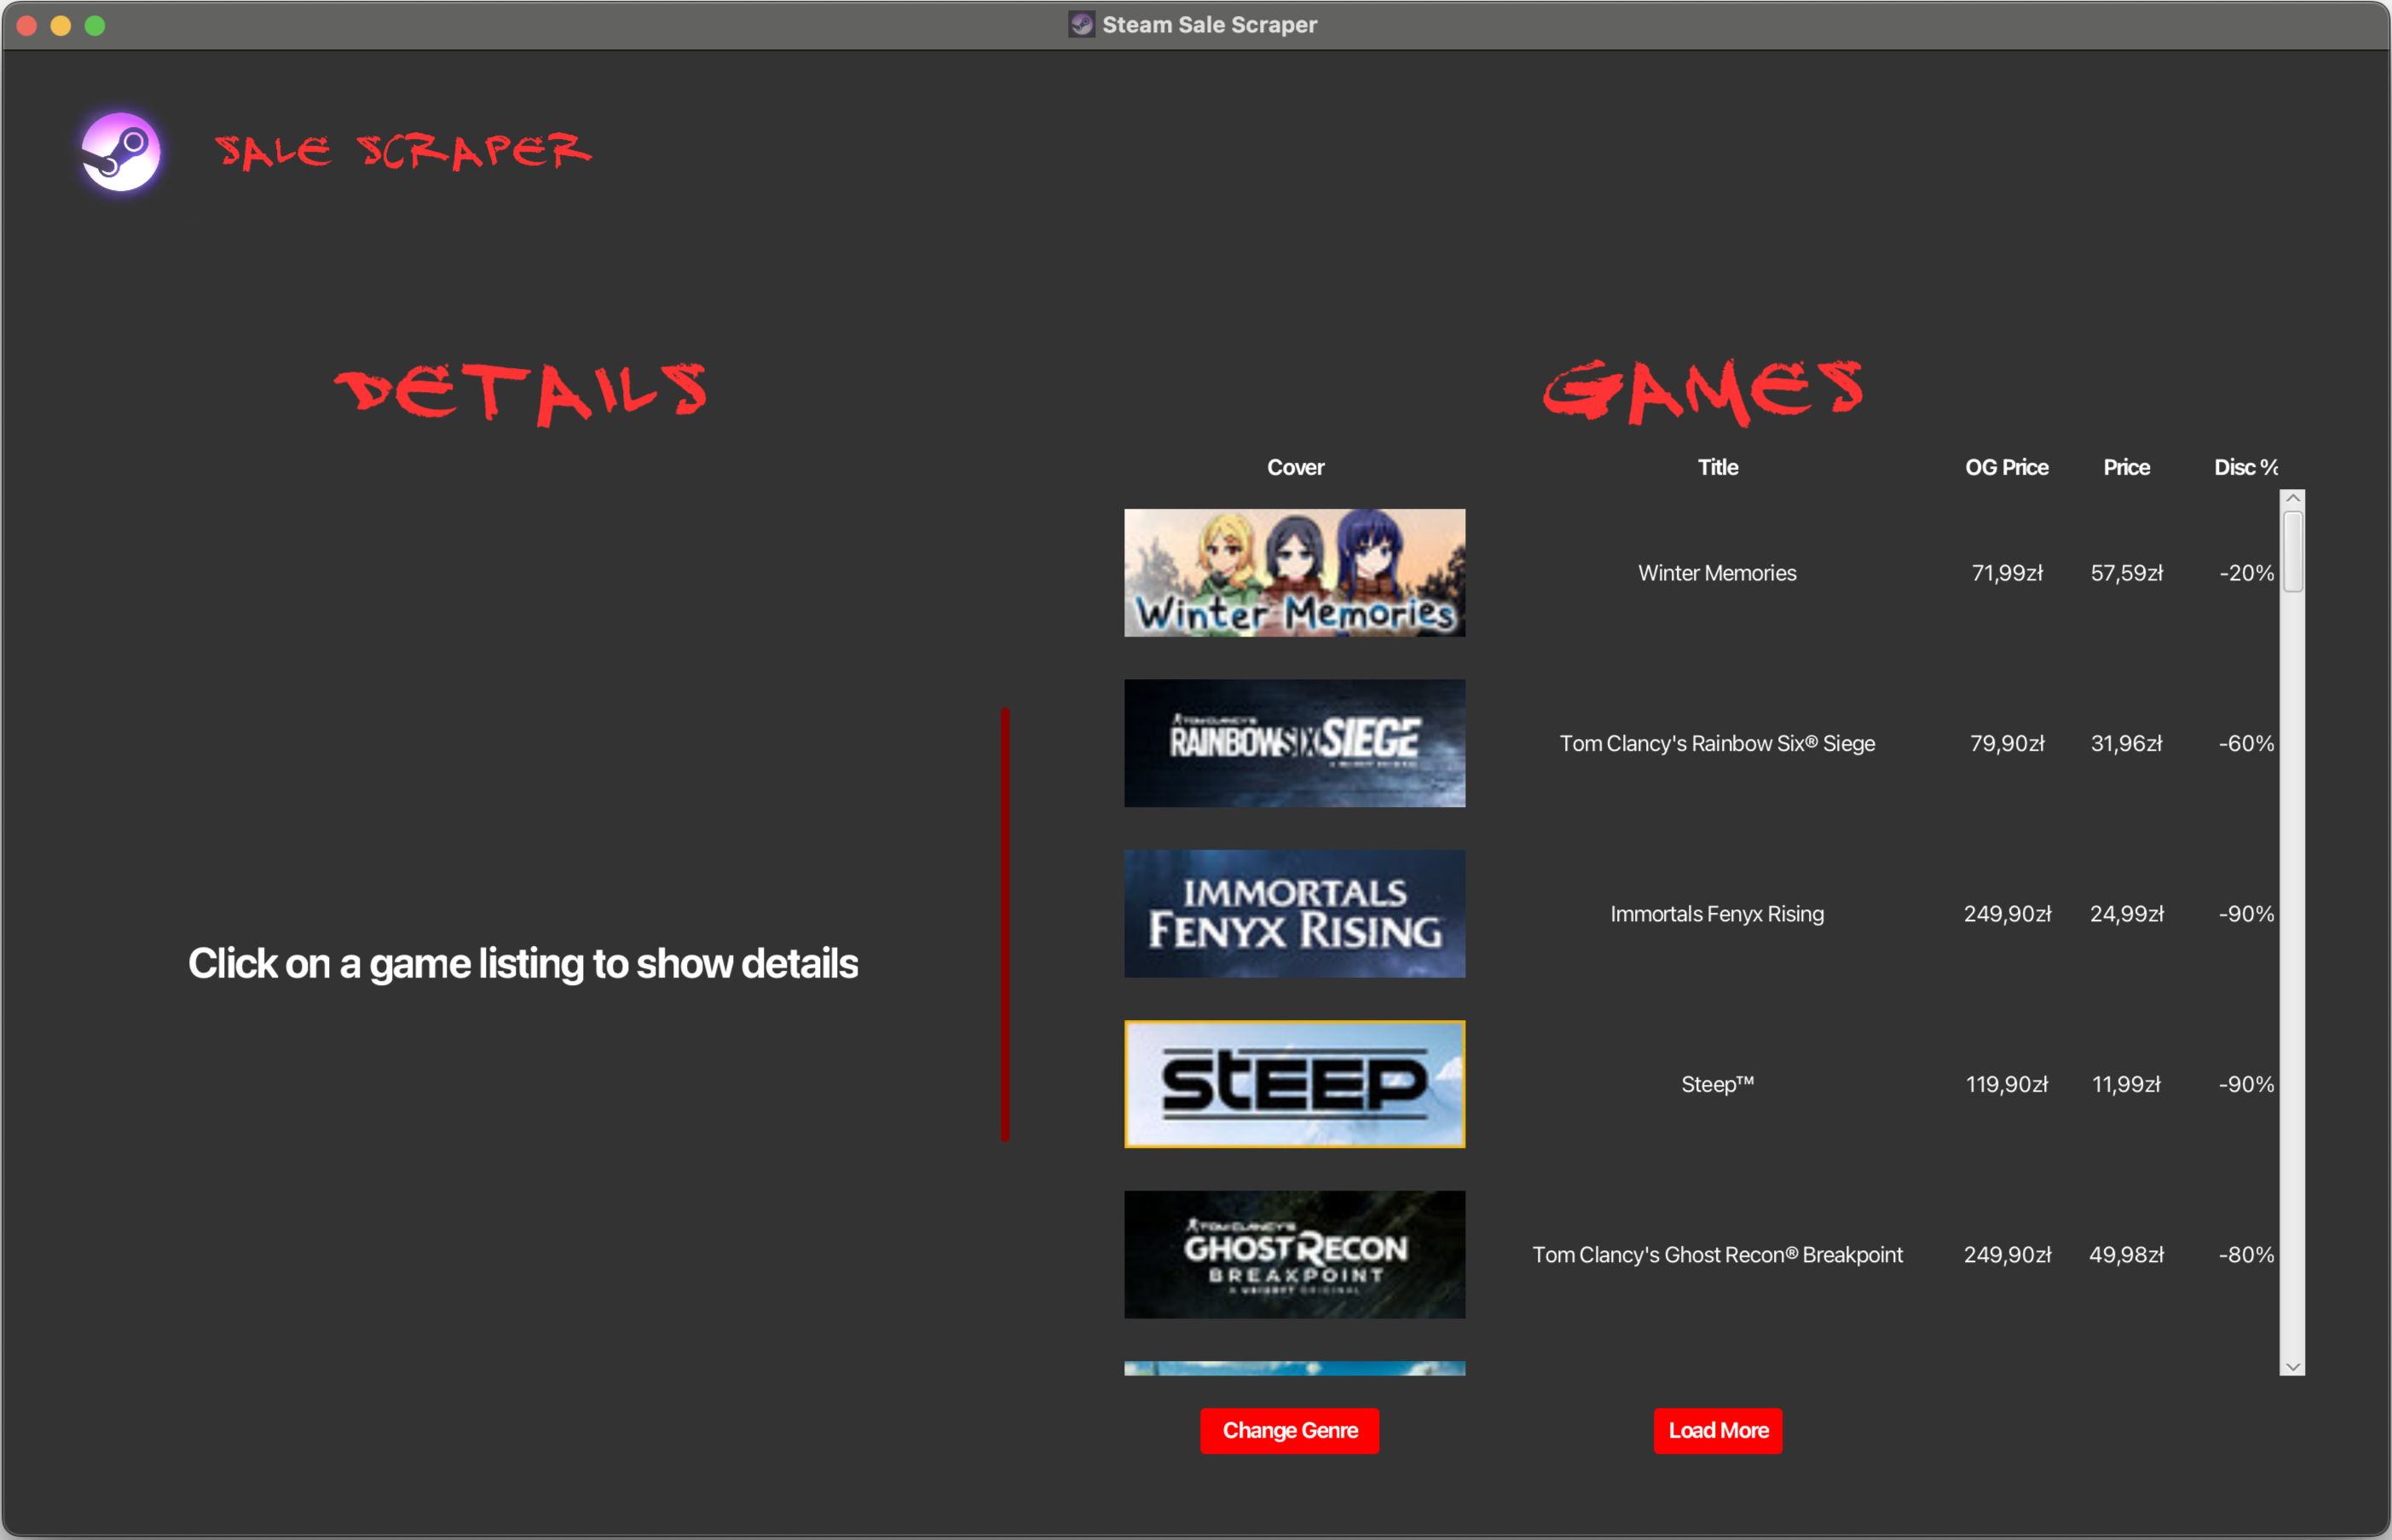 Steam Sale Scraper
SALE SCRAPER
DETAILS
Click on a game listing to show details
GAMES
Cover Title OG Price Price Disc %
Winter Memories
Winter Memories 71,99zł 57,59zł -20%
TOM CLANCY'S
RAINBOWSIX SIEGE
Tom Clancy's Rainbow Six® Siege 79,90zł 31,96zł -60%
IMMORTALS
FENYX RISING
Immortals Fenyx Rising 249,90zł 24,99zł -90%
STEEP
Steep™ 119,90zł 11,99zł -90%
TOM CLANCY'S
GHOST RECON
BREAKPOINT
A UBISOFT ORIGINAL
Tom Clancy's Ghost Recon® Breakpoint 249,90zł 49,98zł -80%
Change Genre Load More